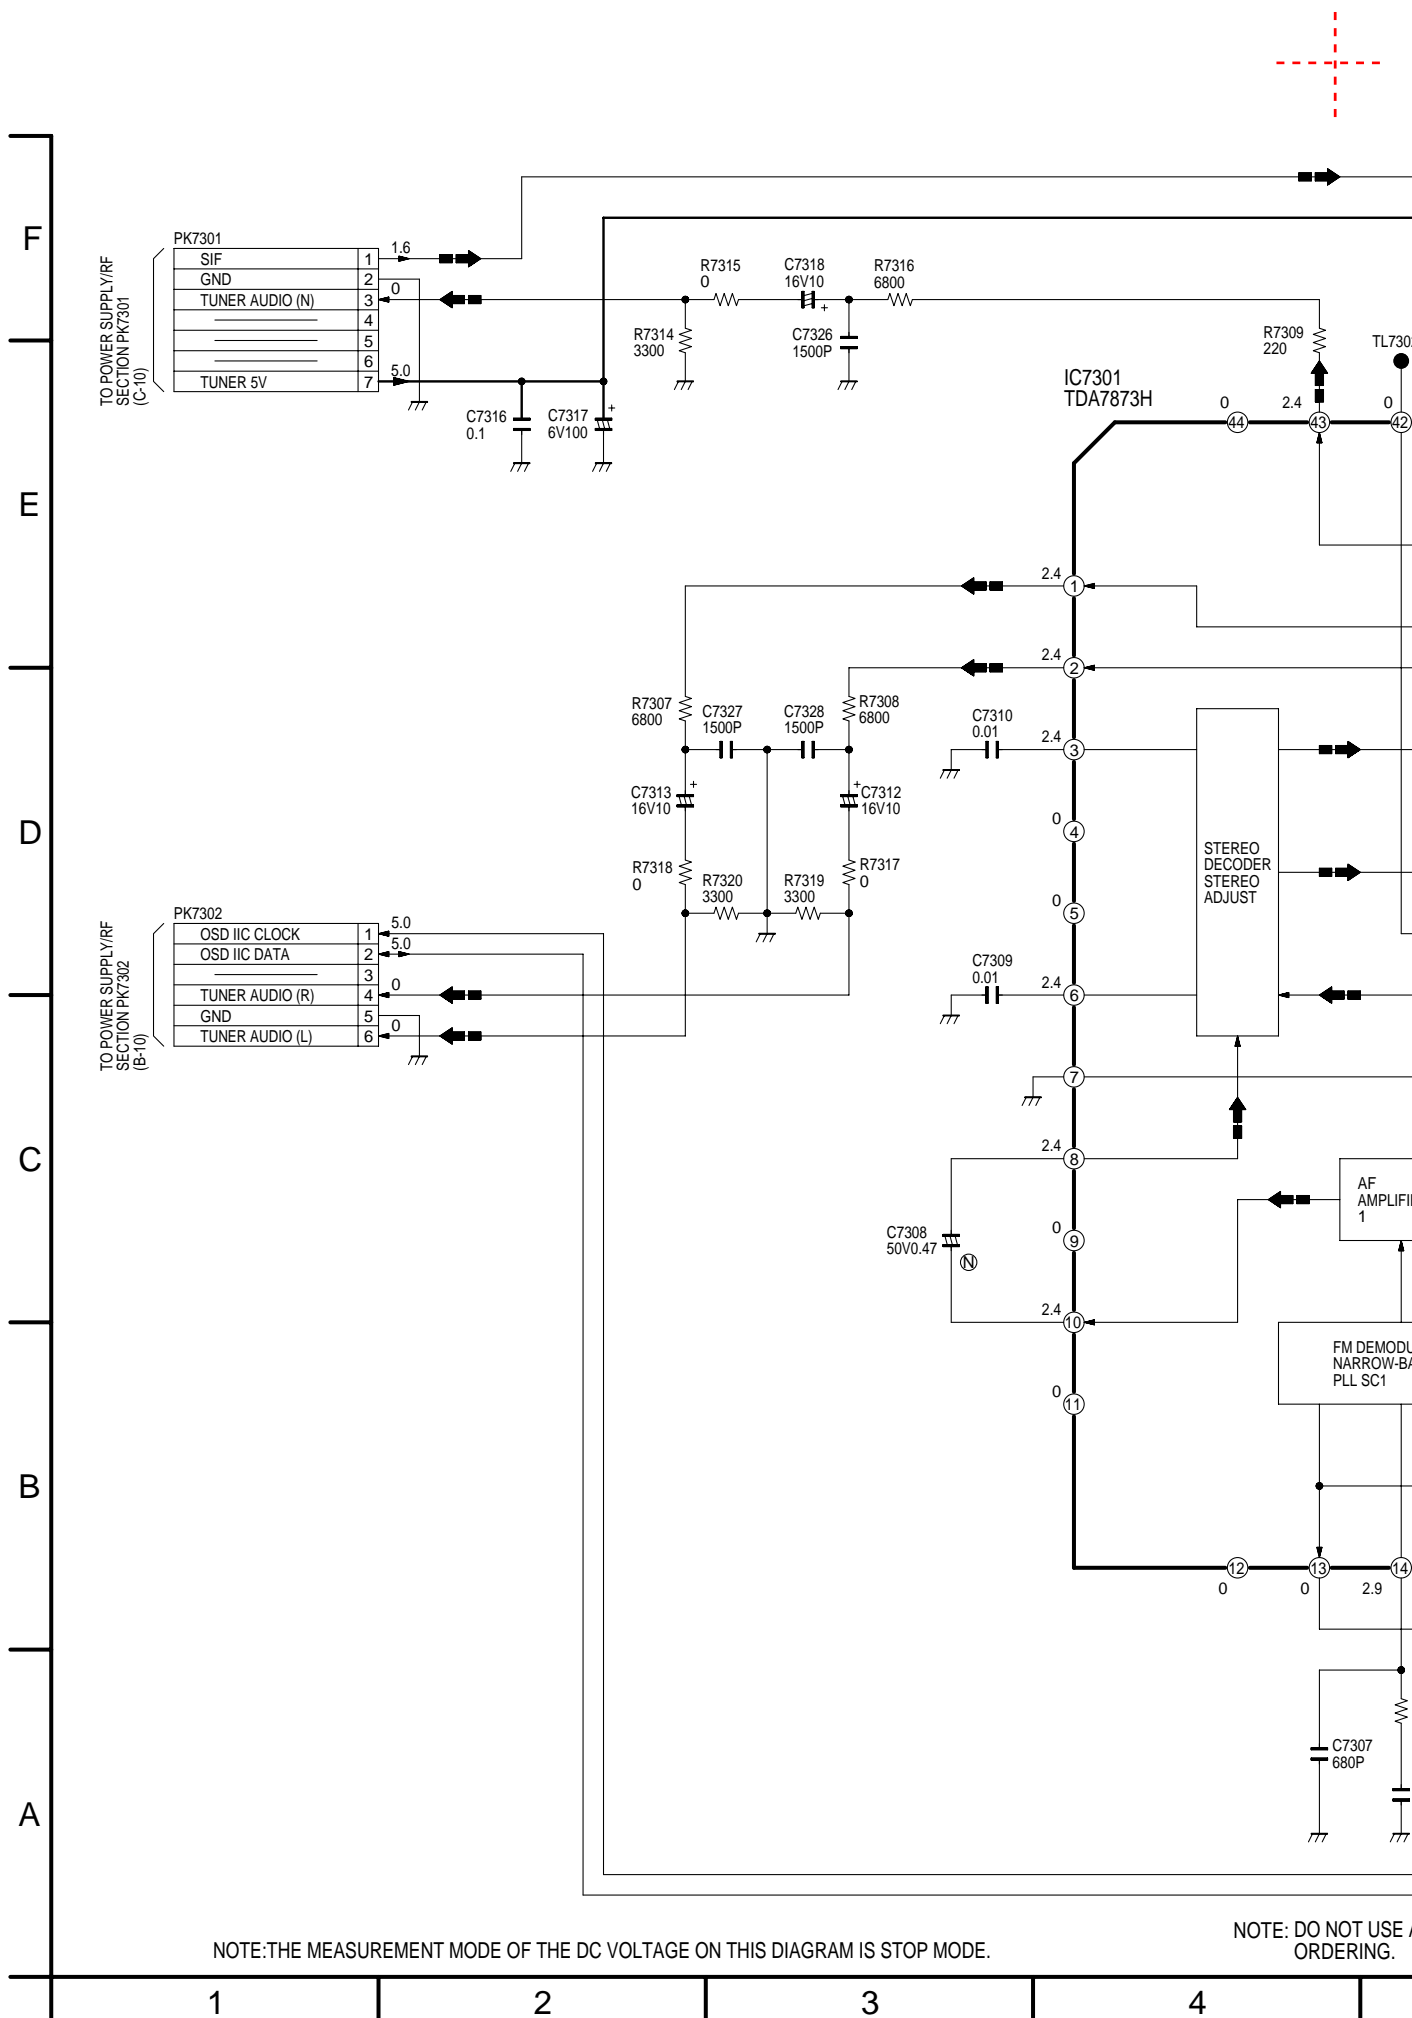 F
E
D
C
B
A
TO POWER SUPPLY/RF
SECTION PK7301
(C-10)
PK7301
SIF 1 1.6
GND 2
TUNER AUDIO (N) 3 0
4
5
6
TUNER 5V 7 5.0
C7316
0.1
C7317
6V100
+
R7315
0
C7318
16V10
+
R7316
6800
R7314
3300
C7326
1500P
R7309
220
IC7301
TDA7873H
0
44
2.4
43
0
42
2.4
1
2.4
2
2.4
3
0
4
0
5
2.4
6
7
2.4
8
0
9
2.4
10
0
11
12
0
13
0
14
2.9
R7307
6800
C7327
1500P
C7328
1500P
R7308
6800
C7310
0.01
C7313
16V10
+
C7312
16V10
+
R7318
0
R7320
3300
R7319
3300
R7317
0
STEREO
DECODER
STEREO
ADJUST
TO POWER SUPPLY/RF
SECTION PK7302
(B-10)
PK7302
OSD IIC CLOCK 1 5.0
OSD IIC DATA 2 5.0
3
TUNER AUDIO (R) 4 0
GND 5
TUNER AUDIO (L) 6 0
C7309
0.01
C7308
50V0.47
N
AF
1
FM
PLL SC1
C7307
680P
NOTE:THE MEASUREMENT MODE OF THE DC VOLTAGE ON THIS DIAGRAM IS STOP MODE.
NOTE: DO NOT USE
ORDERING.
1 2 3 4